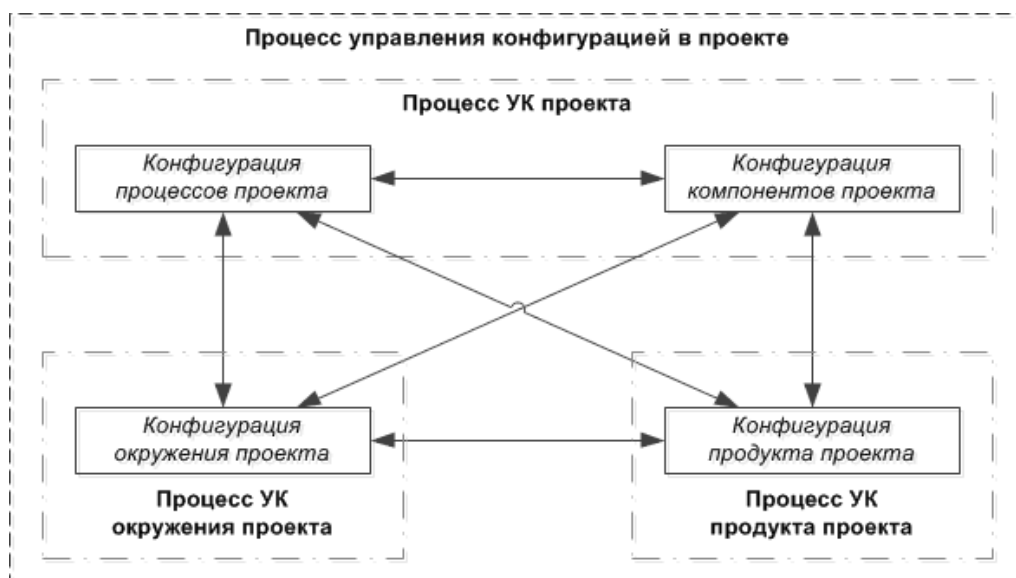 Процесс управления конфигурацией в проекте
Процесс УК проекта
Конфигурация
процессов проекта
Конфигурация
компонентов проекта
Конфигурация
окружения проекта
Конфигурация
продукта проекта
Процесс УК
окружения проекта
Процесс УК
продукта проекта